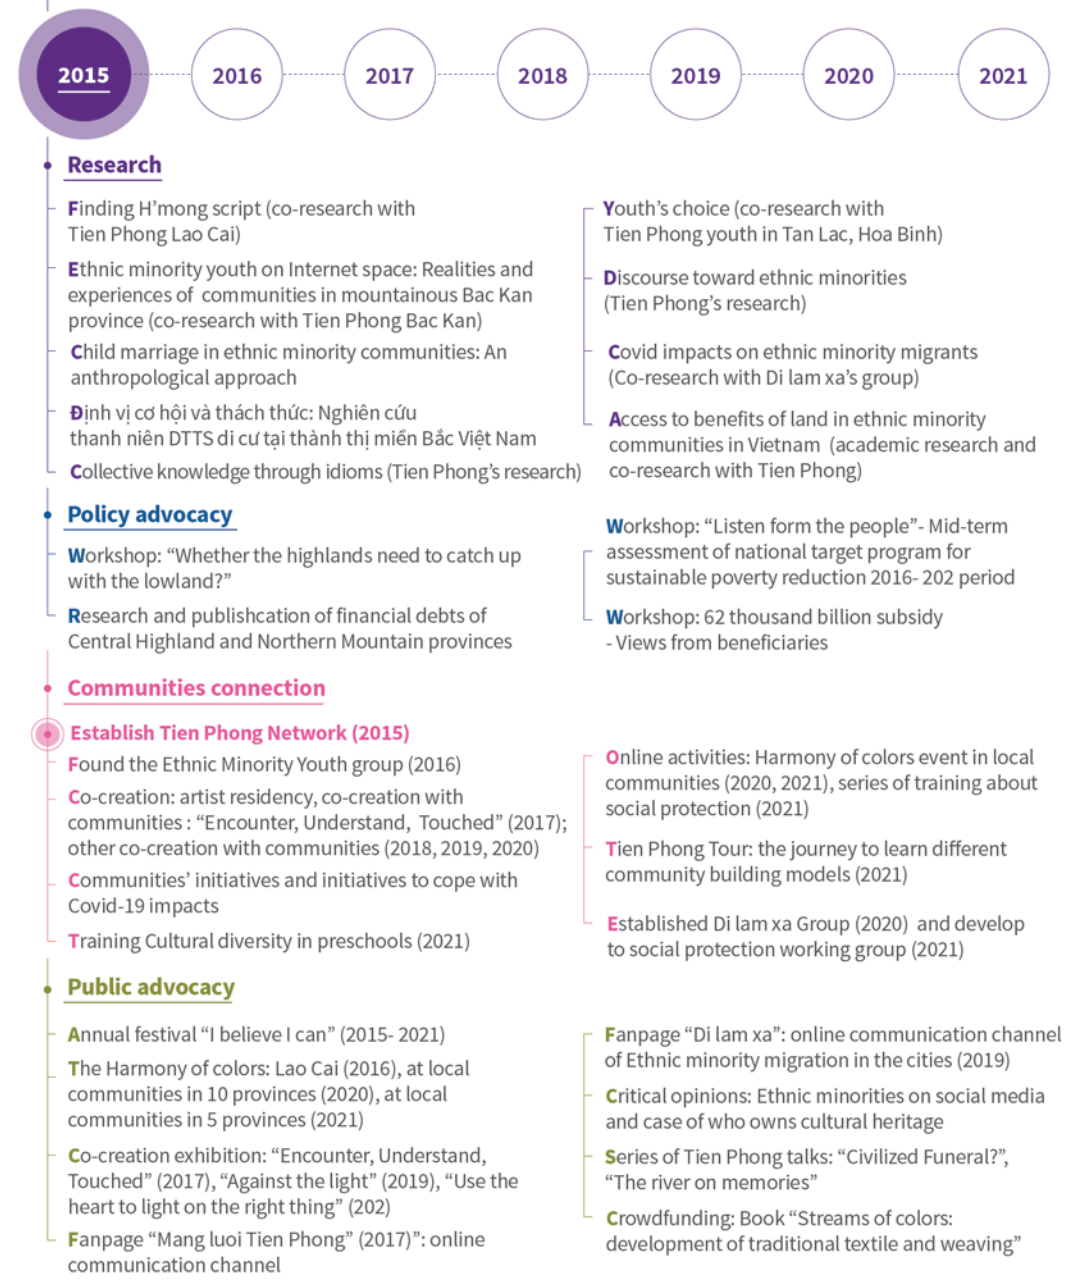 2015
2016
2017
2018
2019
2020
2021
Research
Finding H’mong script (co-research with
Tien Phong Lao Cai)
Ethnic minority youth on Internet space: Realities and
experiences of communities in mountainous Bac Kan
province (co-research with Tien Phong Bac Kan)
Child marriage in ethnic minority communities: An
anthropological approach
Định vị cơ hội và thách thức: Nghiên cứu
thanh niên DTTS di cư tại thành thị miền Bắc Việt Nam
Collective knowledge through idioms (Tien Phong’s research)
Youth’s choice (co-research with
Tien Phong youth in Tan Lac, Hoa Binh)
Discourse toward ethnic minorities
(Tien Phong’s research)
Covid impacts on ethnic minority migrants
(Co-research with Di lam xa’s group)
Access to benefits of land in ethnic minority
communities in Vietnam (academic research and
co-research with Tien Phong)
Policy advocacy
Workshop: “Whether the highlands need to catch up
with the lowland?”
Research and publishcation of financial debts of
Central Highland and Northern Mountain provinces
Workshop: “Listen form the people”- Mid-term
assessment of national target program for
sustainable poverty reduction 2016- 202 period
Workshop: 62 thousand billion subsidy
- Views from beneficiaries
Communities connection
Establish Tien Phong Network (2015)
Found the Ethnic Minority Youth group (2016)
Co-creation: artist residency, co-creation with
communities : “Encounter, Understand, Touched” (2017);
other co-creation with communities (2018, 2019, 2020)
Communities’ initiatives and initiatives to cope with
Covid-19 impacts
Training Cultural diversity in preschools (2021)
Online activities: Harmony of colors event in local
communities (2020, 2021), series of training about
social protection (2021)
Tien Phong Tour: the journey to learn different
community building models (2021)
Established Di lam xa Group (2020) and develop
to social protection working group (2021)
Public advocacy
Annual festival “I believe I can” (2015- 2021)
The Harmony of colors: Lao Cai (2016), at local
communities in 10 provinces (2020), at local
communities in 5 provinces (2021)
Co-creation exhibition: “Encounter, Understand,
Touched” (2017), “Against the light” (2019), “Use the
heart to light on the right thing” (202)
Fanpage “Mang luoi Tien Phong” (2017)”: online
communication channel
Fanpage “Di lam xa”: online communication channel
of Ethnic minority migration in the cities (2019)
Critical opinions: Ethnic minorities on social media
and case of who owns cultural heritage
Series of Tien Phong talks: “Civilized Funeral?”,
“The river on memories”
Crowdfunding: Book “Streams of colors:
development of traditional textile and weaving”